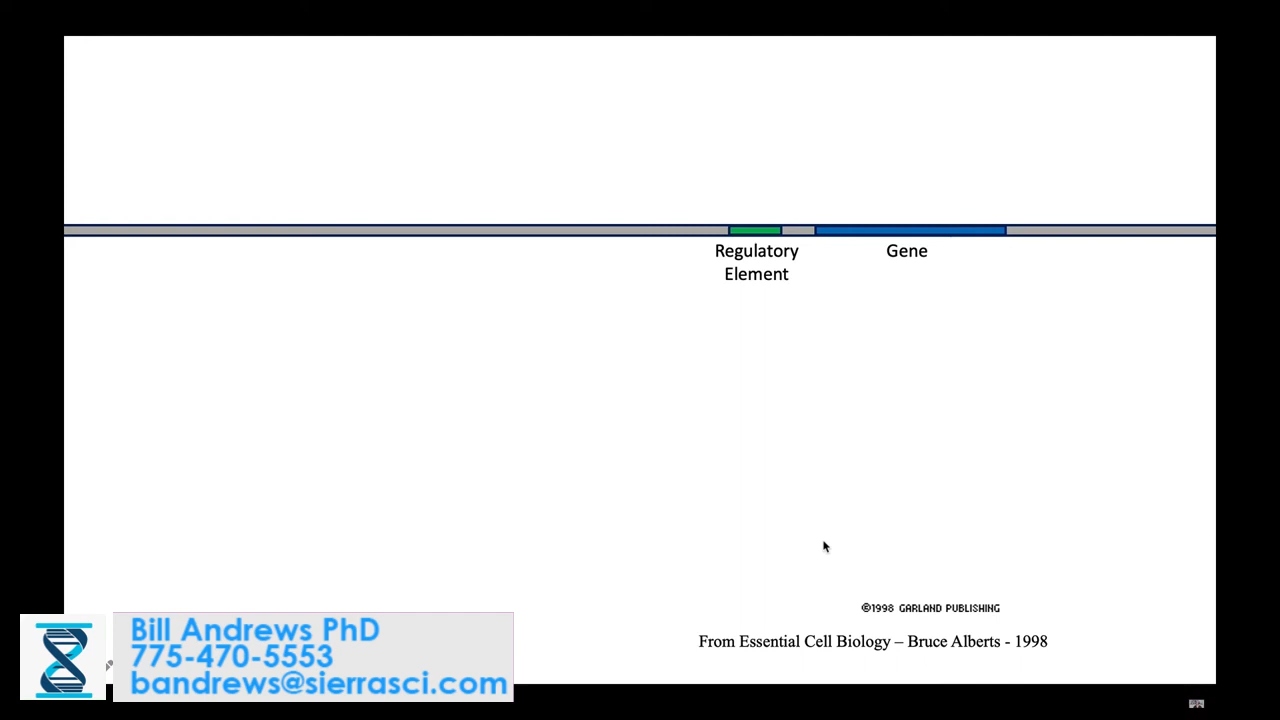 Regulatory
Element
Gene
©1998 GARLAND PUBLISHING
From Essential Cell Biology – Bruce Alberts - 1998
Bill Andrews PhD
775-470-5553
bandrews@sierrasci.com